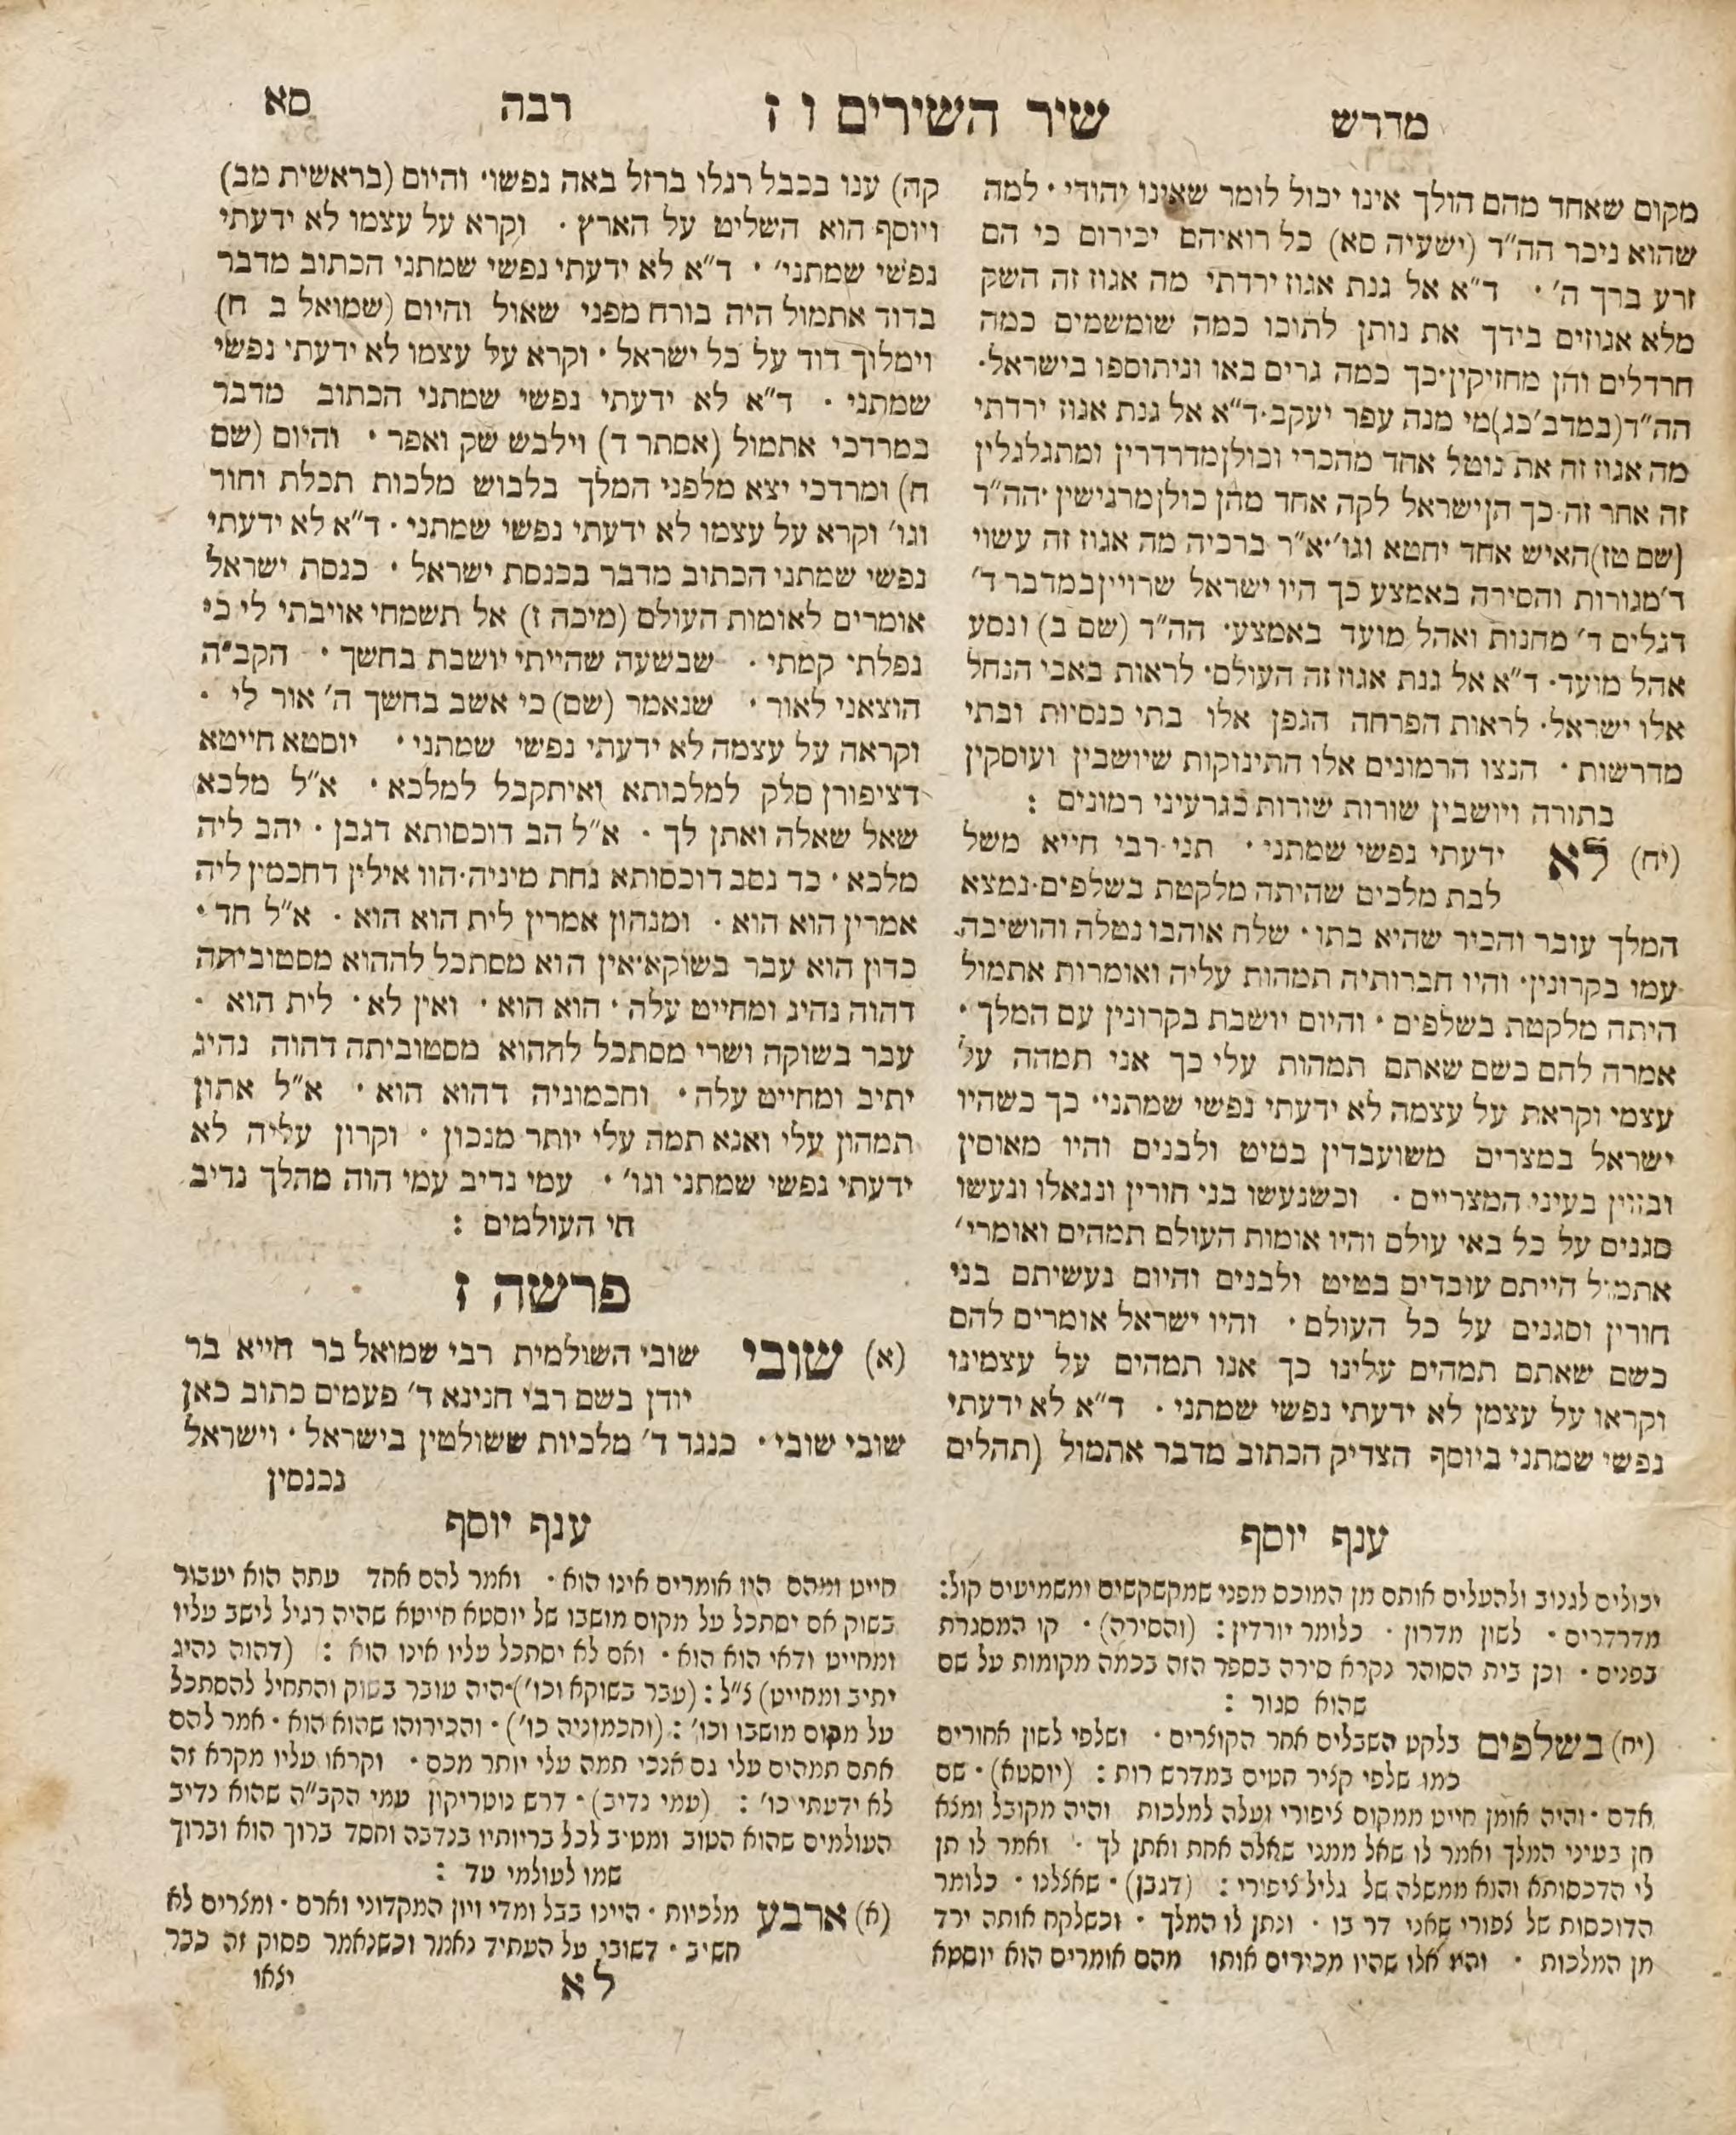 מדרש שיר השירים ו ז רבה סא
מקום שאחד מהם הולך אינו יכול לומר שאינו יהודי · למה
שהוא ניכר הה״ד (ישעיה סא) כל רואיהם יכירום כי הם
זרע ברך ה׳ · ד״א אל גנת אגוז ירדתי מה אגוז זה השק
מלא אגוזים בידך את נותן לתוכו כמה שומשמים כמה
חרדלים והן מחזיקין·כך כמה גרים באו וניתוספו בישראל·
הה״ד(במדב׳ כג)מי מנה עפר יעקב·ד״א אל גנת אגוז ירדתי
מה אגוז זה את נוטל אחד מהכרי וכולן מדרדרין ומתגלגלין
זה אחר זה·כך הן ישראל לקה אחד מהן כולן מרגישין·הה״ד
(שם טז)האיש אחד יחטא וגו׳·א״ר ברכיה מה אגוז זה עשוי
ד׳ מגורות והסירה באמצע כך היו ישראל שרויין במדבר ד׳
דגלים ד׳ מחנות ואהל מועד באמצע· הה״ד (שם ב) ונסע
אהל מועד· ד״א אל גנת אגוז זה העולם· לראות באבי הנחל
אלו ישראל· לראות הפרחה הגפן אלו בתי כנסיות ובתי
מדרשות · הנצו הרמונים אלו התינוקות שיושבין ועוסקין
בתורה ויושבין שורות שורות כגרעיני רמונים :
(יח) לא ידעתי נפשי שמתני · תני רבי חייא משל
לבת מלכים שהיתה מלקטת בשלפים·נמצא
המלך עובר והכיר שהיא בתו · שלח אוהבו נטלה והושיבה
עמו בקרונין· והיו חברותיה תמהות עליה ואומרות אתמול
היתה מלקטת בשלפים · והיום יושבת בקרונין עם המלך ·
אמרה להם כשם שאתם תמהות עלי כך אני תמהה על
עצמי וקראת על עצמה לא ידעתי נפשי שמתני· כך כשהיו
ישראל במצרים משועבדין בטיט ולבנים והיו מאוסין
ובזוין בעיני המצריים · וכשנעשו בני חורין ונגאלו ונעשו
סגנים על כל באי עולם והיו אומות העולם תמהים ואומרי׳
אתמול הייתם עובדים בטיט ולבנים והיום נעשיתם בני
חורין וסגנים על כל העולם · והיו ישראל אומרים להם
כשם שאתם תמהים עלינו כך אנו תמהים על עצמינו
וקראו על עצמן לא ידעתי נפשי שמתני · ד״א לא ידעתי
נפשי שמתני ביוסף הצדיק הכתוב מדבר אתמול (תהלים
קה) ענו בכבל רגלו ברזל באה נפשו· והיום (בראשית מב)
ויוסף הוא השליט על הארץ · וקרא על עצמו לא ידעתי
נפשי שמתני׳ · ד״א לא ידעתי נפשי שמתני הכתוב מדבר
בדוד אתמול היה בורח מפני שאול והיום (שמואל ב ח)
וימלוך דוד על כל ישראל · וקרא על עצמו לא ידעתי נפשי
שמתני · ד״א לא ידעתי נפשי שמתני הכתוב מדבר
במרדכי אתמול (אסתר ד) וילבש שק ואפר · והיום (שם
ח) ומרדכי יצא מלפני המלך בלבוש מלכות תכלת וחור
וגו׳ וקרא על עצמו לא ידעתי נפשי שמתני · ד״א לא ידעתי
נפשי שמתני הכתוב מדבר בכנסת ישראל · כנסת ישראל
אומרים לאומות העולם (מיכה ז) אל תשמחי אויבתי לי כי
נפלתי קמתי · שבשעה שהייתי יושבת בחשך · הקב״ה
הוצאני לאור · שנאמר (שם) כי אשב בחשך ה׳ אור לי ·
וקראה על עצמה לא ידעתי נפשי שמתני · יוסטא חייטא
דציפורן סלק למלכותא ואיתקבל למלכא · א״ל מלכא
שאל שאלה ואתן לך · א״ל הב דוכסותא דגבן · יהב ליה
מלכא · כד נסב דוכסותא נחת מיניה·הוו אילין דחכמין ליה
אמרין הוא הוא · ומנהון אמרין לית הוא הוא · א״ל חד ·
כדון הוא עבר בשוקא·אין הוא מסתכל לההוא מסטוביתה
דהוה נהיג ומחייט עלה · הוא הוא · ואין לא · לית הוא ·
עבר בשוקה ושרי מסתכל לההוא מסטוביתה דהוה נהיג
יתיב ומחייט עלה · וחכמוניה דהוא הוא · א״ל אתון
תמהון עלי ואנא תמה עלי יותר מנכון · וקרון עליה לא
ידעתי נפשי שמתני וגו׳ · עמי נדיב עמי הוה מהלך נדיב
חי העולמים :
פרשה ז
(א) שובי שובי השולמית רבי שמואל בר חייא בר
יודן בשם רבי חנינא ד׳ פעמים כתוב כאן
שובי שובי · כנגד ד׳ מלכיות ששולטין בישראל · וישראל
נכנסין
ענף יוסף
יכולים לגנוב ולהעלים אותם מן המוכס מפני שמקשקשים ומשמיעים קול:
מדרדרים · לשון מדרון · כלומר יורדין : (והסירה) · קו המסגרת
בפנים · וכן בית הסוהר נקרא סירה בספר הזה בכמה מקומות על שם
שהוא סגור :
(יח) בשלפים בלקט השבלים אחר הקוצרים · ושלפי לשון אחורים
כמו שלפי קציר חטים במדרש רות : (יוסטא) · שם
אדם · והיה אומן חייט ממקום ציפורי ועלה למלכות והיה מקובל ומצא
חן בעיני המלך ואמר לו שאל ממני שאלה אחת ואתן לך · ואמר לו תן
לי הדכסותא והוא ממשלה של גליל ציפורי : (דגבן) · שאצלנו · כלומר
הדוכסות של צפורי שאני דר בו · ונתן לו המלך · וכשלקח אותה ירד
מן המלכות · והיו אלו שהיו מכירים אותו מהם אומרים הוא יוסטא
ענף יוסף
חייט ומהם היו אומרים אינו הוא · ואמר להם אחד עתה הוא יעבור
בשוק אם יסתכל על מקום מושבו של יוסטא חייטא שהיה רגיל לישב עליו
ומחייט ודאי הוא הוא · ואם לא יסתכל עליו אינו הוא : (דהוה נהיג
יתיב ומחייט) צ״ל : (עבר בשוקא וכו׳)·היה עובר בשוק והתחיל להסתכל
על מקום מושבו וכו׳ : (וחכמוניה כו׳) · והכירוהו שהוא הוא · אמר להם
אתם תמהים עלי גם אנכי תמה עלי יותר מכם · וקראו עליו מקרא זה
לא ידעתי כו׳ : (עמי נדיב) · דרש נוטריקון עמי הקב״ה שהוא נדיב
העולמים שהוא הטוב ומטיב לכל בריותיו בנדבה וחסד ברוך הוא וברוך
שמו לעולמי עד :
(א) ארבע מלכיות · היינו בבל ומדי ויון המקדוני וארם · ומצרים לא
חשיב · דשובי על העתיד נאמר וכשנאמר פסוק זה כבר
לא יצאו